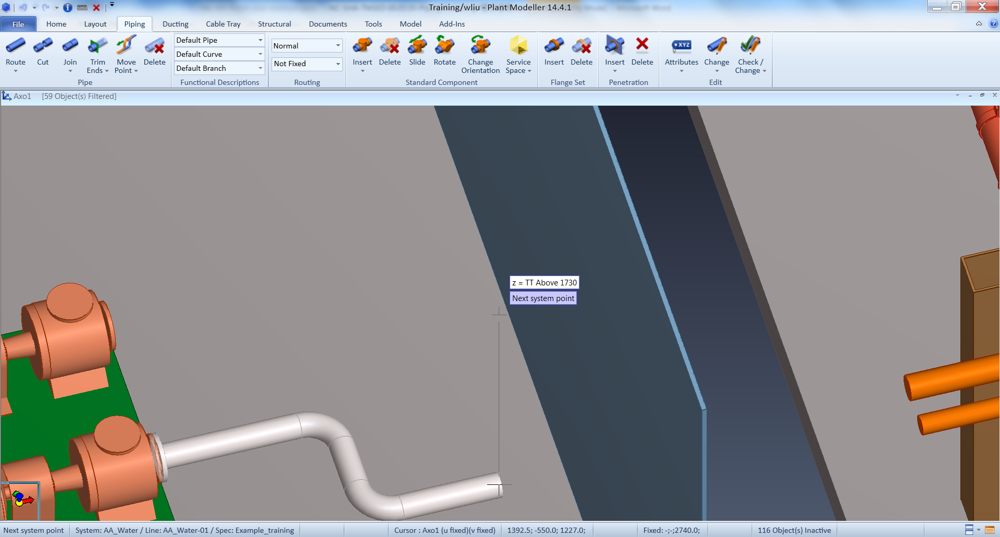 Training/wliu - Plant Modeller 14.4.1
File Home Layout Piping Ducting Cable Tray Structural Documents Tools Model Add-Ins
Route Cut Join Trim Ends Move Point Delete
Pipe
Default Pipe
Default Curve
Default Branch
Functional Descriptions
Normal
Not Fixed
Routing
Insert Delete Slide Rotate Change Orientation Service Space
Standard Component
Insert Delete
Flange Set
Insert Delete
Penetration
XYZ
Attributes Change Check / Change
Edit
Axo1 [59 Object(s) Filtered]
z = TT Above 1730
Next system point
Next system point System: AA_Water / Line: AA_Water-01 / Spec: Example_training Cursor : Axo1 (u fixed)(v fixed) 1392.5; -550.0; 1227.0; Fixed: -;-;2740.0; 116 Object(s) Inactive